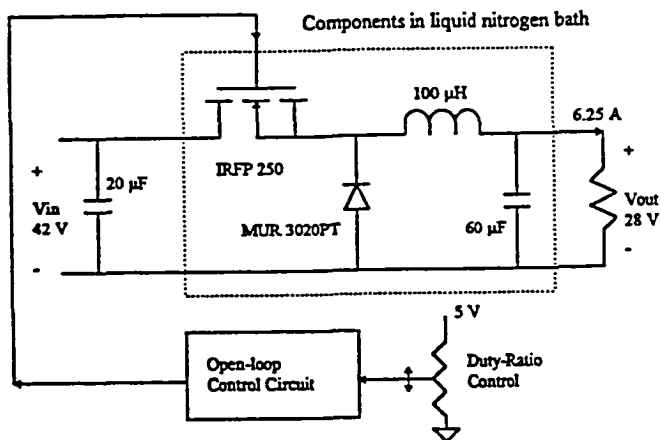 Components in liquid nitrogen bath
100 µH
6.25 A
+
+
20 µF
IRFP 250
Vin
42 V
MUR 3020PT
60 µF
Vout
28 V
-
-
5 V
Open-loop
Control Circuit
Duty-Ratio
Control